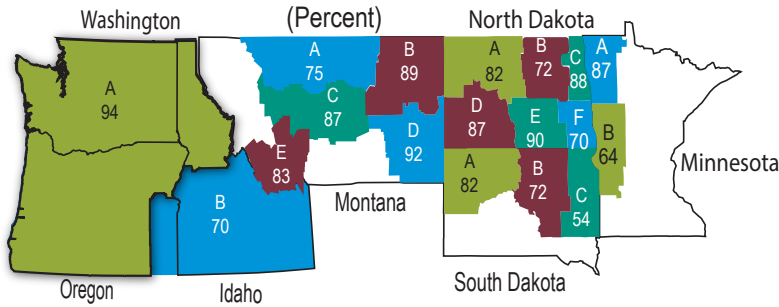 Washington
(Percent)
North Dakota
A
94
A
75
B
89
A
82
B
72
C
88
A
87
C
87
D
92
D
87
E
90
F
70
B
64
E
83
A
82
B
72
C
54
B
70
Minnesota
Montana
South Dakota
Oregon
Idaho